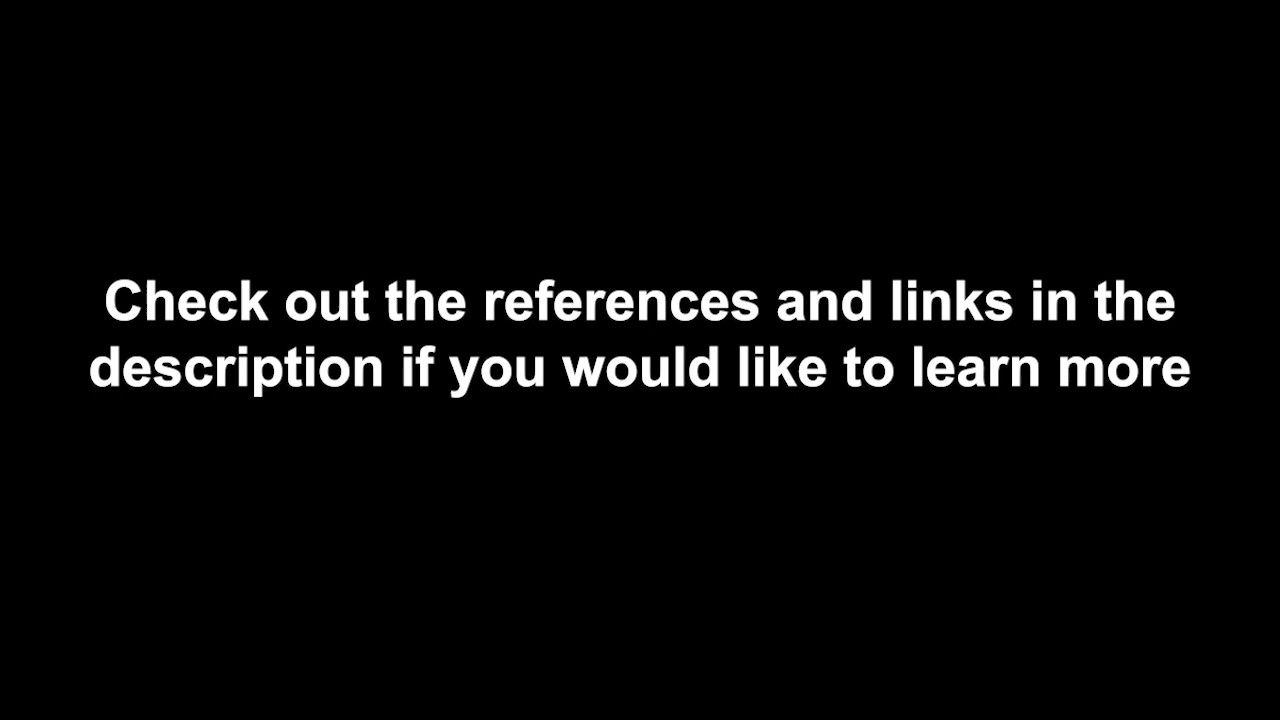 Check out the references and links in the
description if you would like to learn more